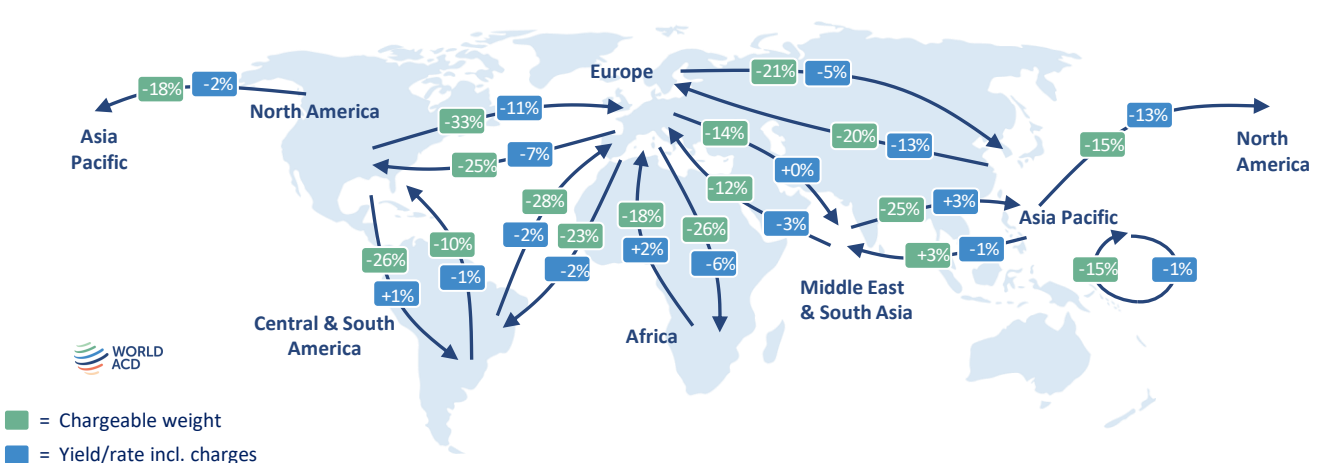 Europe
-21%
-5%
-18%
-2%
North America
Asia
Pacific
-33%
-11%
-25%
-7%
-14%
+0%
-20%
-13%
-13%
-15%
North
America
-12%
-3%
-28%
-2%
-23%
-2%
-18%
+2%
-26%
-6%
-25%
+3%
Asia Pacific
+3%
-1%
-15%
-1%
-10%
-1%
-26%
+1%
Middle East
& South Asia
Central & South
America
Africa
WORLD
ACD
= Chargeable weight
= Yield/rate incl. charges